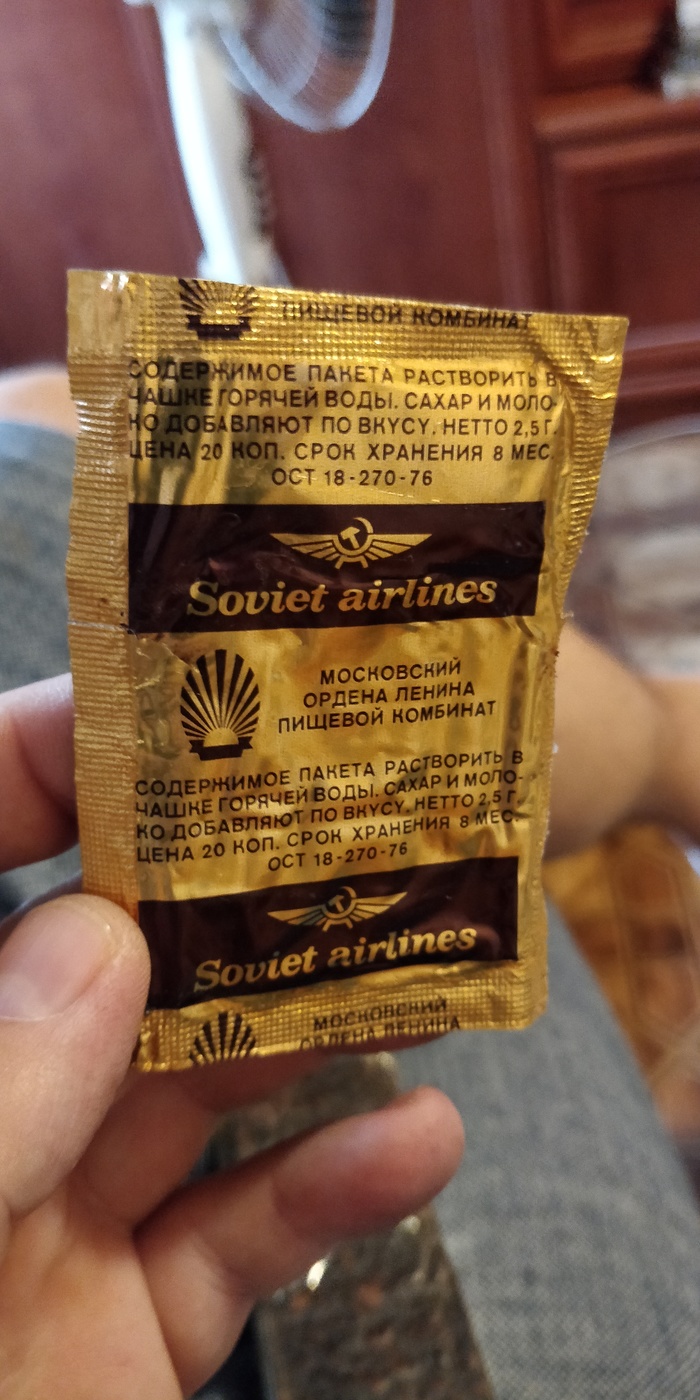 ПИЩЕВОЙ КОМБИНАТ
СОДЕРЖИМОЕ ПАКЕТА РАСТВОРИТЬ В
ЧАШКЕ ГОРЯЧЕЙ ВОДЫ. САХАР И МОЛО-
КО ДОБАВЛЯЮТ ПО ВКУСУ. НЕТТО 2,5 Г.
ЦЕНА 20 КОП. СРОК ХРАНЕНИЯ 8 МЕС.
ОСТ 18-270-76
Soviet airlines
МОСКОВСКИЙ
ОРДЕНА ЛЕНИНА
ПИЩЕВОЙ КОМБИНАТ
СОДЕРЖИМОЕ ПАКЕТА РАСТВОРИТЬ В
ЧАШКЕ ГОРЯЧЕЙ ВОДЫ. САХАР И МОЛО-
КО ДОБАВЛЯЮТ ПО ВКУСУ. НЕТТО 2,5 Г.
ЦЕНА 20 КОП. СРОК ХРАНЕНИЯ 8 МЕС.
ОСТ 18-270-76
Soviet airlines
МОСКОВСКИЙ
ОРДЕНА ЛЕНИНА